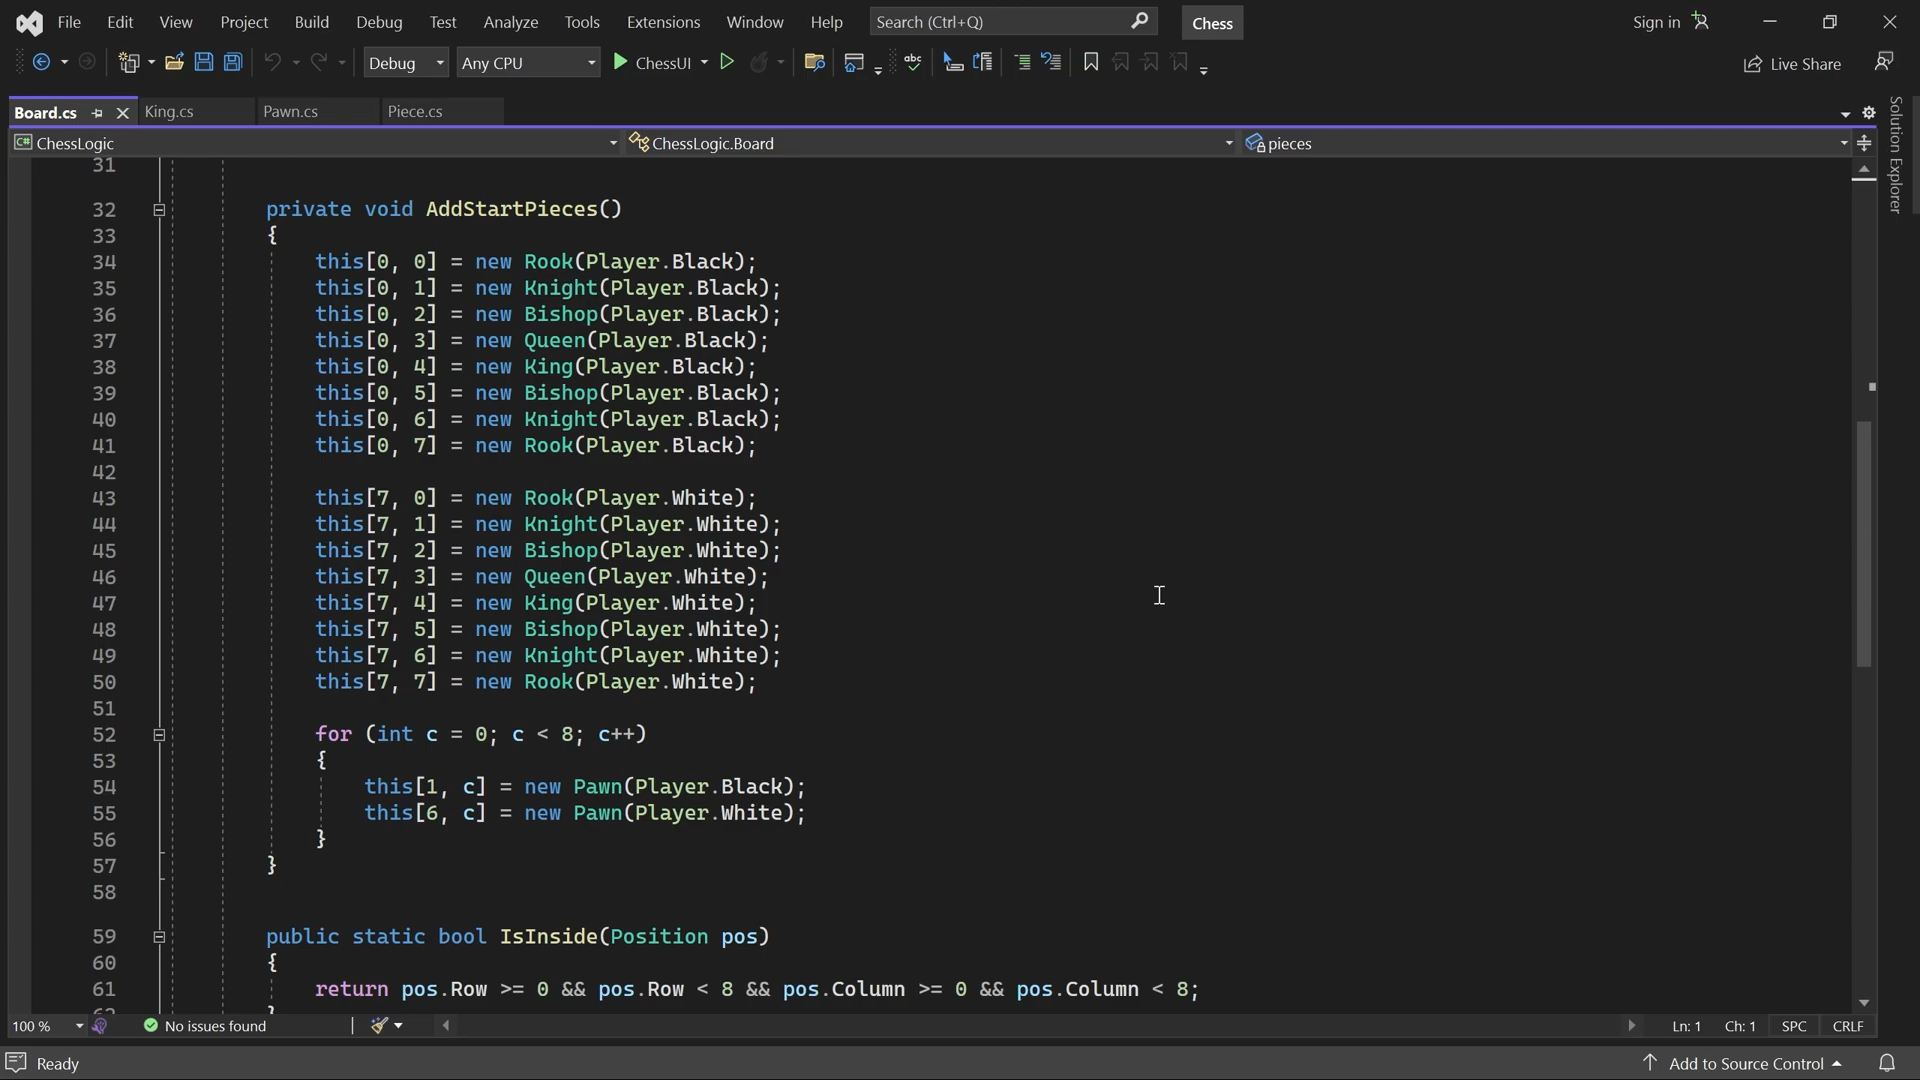 File Edit View Project Build Debug Test Analyze Tools Extensions Window Help Search (Ctrl+Q) Chess Sign in
Debug Any CPU ChessUI Live Share
Board.cs King.cs Pawn.cs Piece.cs
ChessLogic ChessLogic.Board pieces
Solution Explorer
31
32 private void AddStartPieces()
33 {
34 this[0, 0] = new Rook(Player.Black);
35 this[0, 1] = new Knight(Player.Black);
36 this[0, 2] = new Bishop(Player.Black);
37 this[0, 3] = new Queen(Player.Black);
38 this[0, 4] = new King(Player.Black);
39 this[0, 5] = new Bishop(Player.Black);
40 this[0, 6] = new Knight(Player.Black);
41 this[0, 7] = new Rook(Player.Black);
42
43 this[7, 0] = new Rook(Player.White);
44 this[7, 1] = new Knight(Player.White);
45 this[7, 2] = new Bishop(Player.White);
46 this[7, 3] = new Queen(Player.White);
47 this[7, 4] = new King(Player.White);
48 this[7, 5] = new Bishop(Player.White);
49 this[7, 6] = new Knight(Player.White);
50 this[7, 7] = new Rook(Player.White);
51
52 for (int c = 0; c < 8; c++)
53 {
54 this[1, c] = new Pawn(Player.Black);
55 this[6, c] = new Pawn(Player.White);
56 }
57 }
58
59 public static bool IsInside(Position pos)
60 {
61 return pos.Row >= 0 && pos.Row < 8 && pos.Column >= 0 && pos.Column < 8;
62 }
100 % No issues found Ln: 1 Ch: 1 SPC CRLF
Ready Add to Source Control